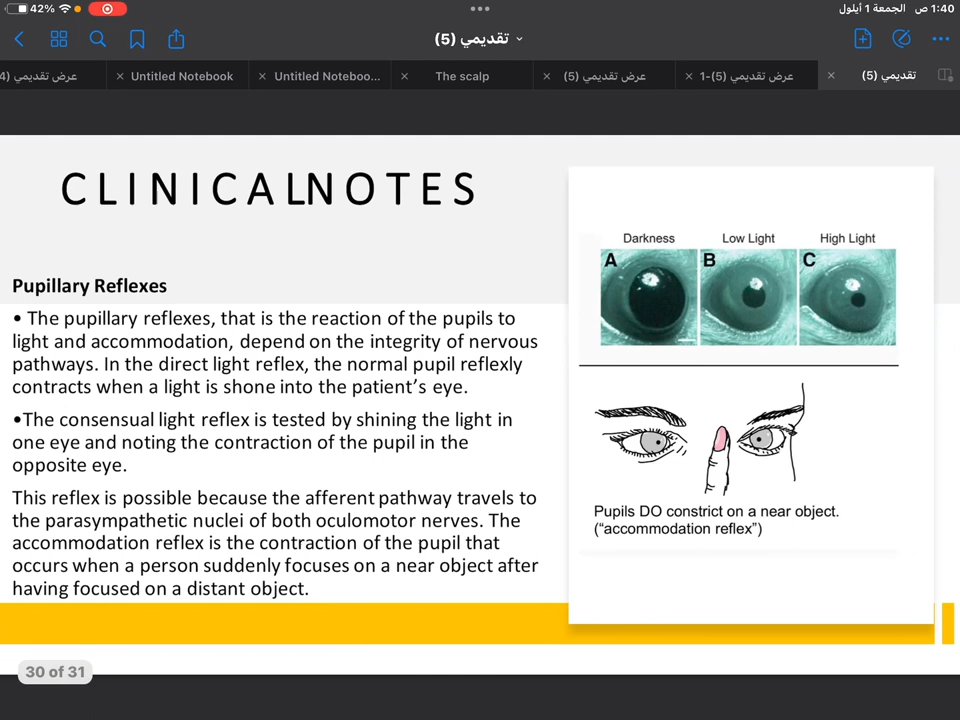 42%
1:40 ص الجمعة 1 أيلول
تقديمي (5)
عرض تقديمي (4
Untitled Notebook
Untitled Noteboo...
The scalp
عرض تقديمي (5)
عرض تقديمي (5)-1
تقديمي (5)
CLINICALNOTES
Pupillary Reflexes
• The pupillary reflexes, that is the reaction of the pupils to
light and accommodation, depend on the integrity of nervous
pathways. In the direct light reflex, the normal pupil reflexly
contracts when a light is shone into the patient's eye.
•The consensual light reflex is tested by shining the light in
one eye and noting the contraction of the pupil in the
opposite eye.
This reflex is possible because the afferent pathway travels to
the parasympathetic nuclei of both oculomotor nerves. The
accommodation reflex is the contraction of the pupil that
occurs when a person suddenly focuses on a near object after
having focused on a distant object.
Darkness Low Light High Light
A B C
Pupils DO constrict on a near object.
("accommodation reflex")
30 of 31